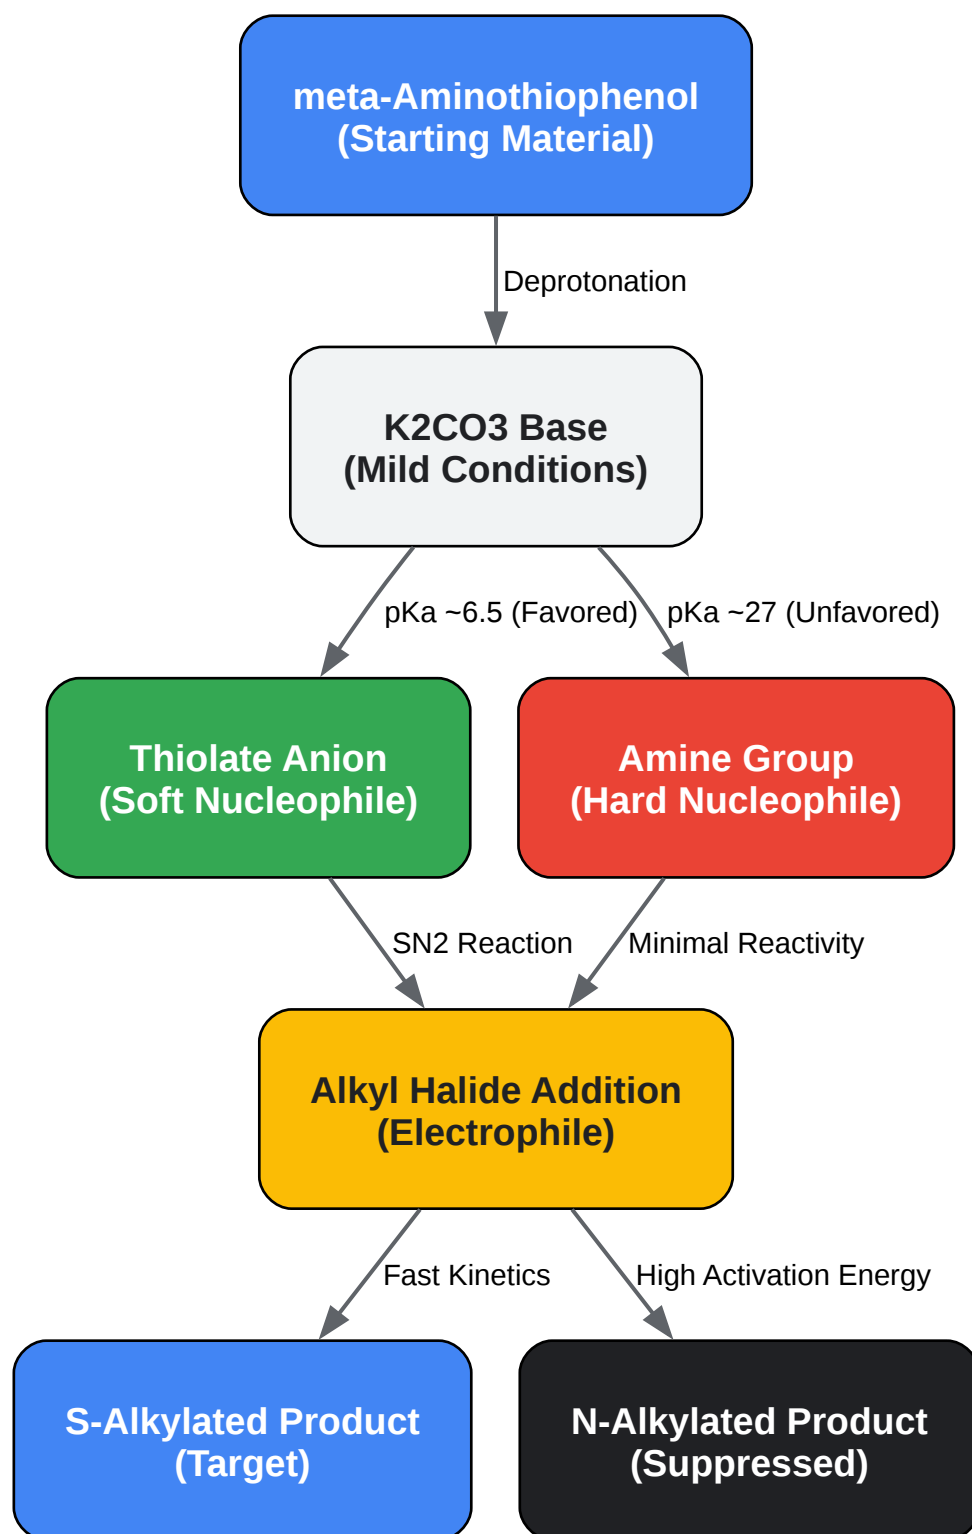 meta-Aminothiophenol
(Starting Material)
Deprotonation
K2CO3 Base
(Mild Conditions)
pKa ~6.5 (Favored)
pKa ~27 (Unfavored)
Thiolate Anion
(Soft Nucleophile)
Amine Group
(Hard Nucleophile)
SN2 Reaction
Minimal Reactivity
Alkyl Halide Addition
(Electrophile)
Fast Kinetics
High Activation Energy
S-Alkylated Product
(Target)
N-Alkylated Product
(Suppressed)